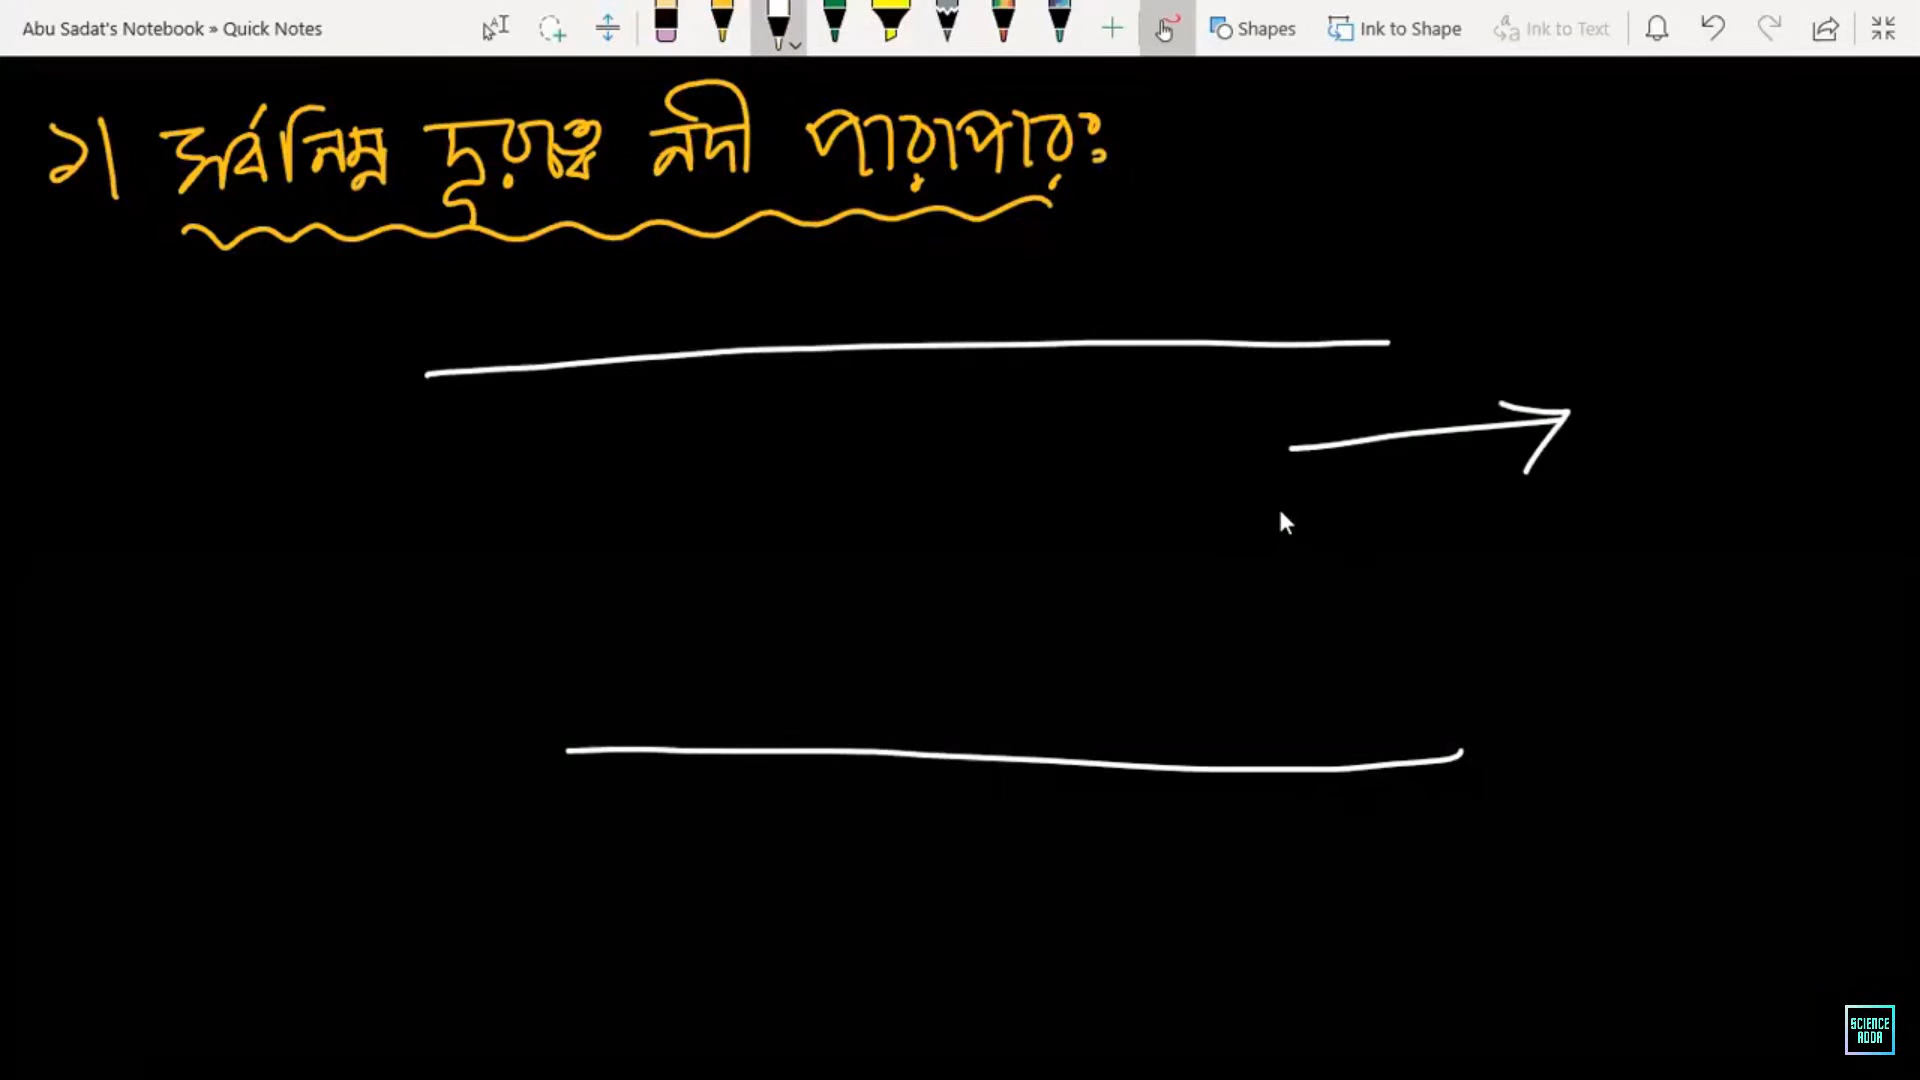 Abu Sadat's Notebook » Quick Notes
Shapes
Ink to Shape
Ink to Text
১। সর্বনিম্ন দূরত্বে নদী পারাপারঃ
SCIENCE
ADDA